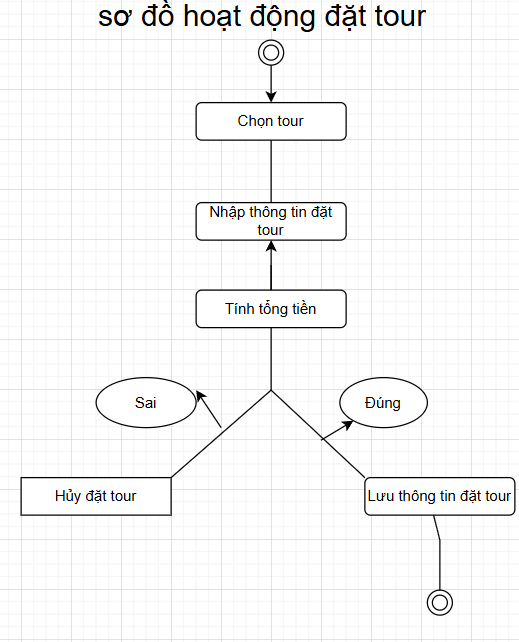 sơ đồ hoạt động đặt tour
Chọn tour
Nhập thông tin đặt
tour
Tính tổng tiền
Sai
Đúng
Hủy đặt tour
Lưu thông tin đặt tour